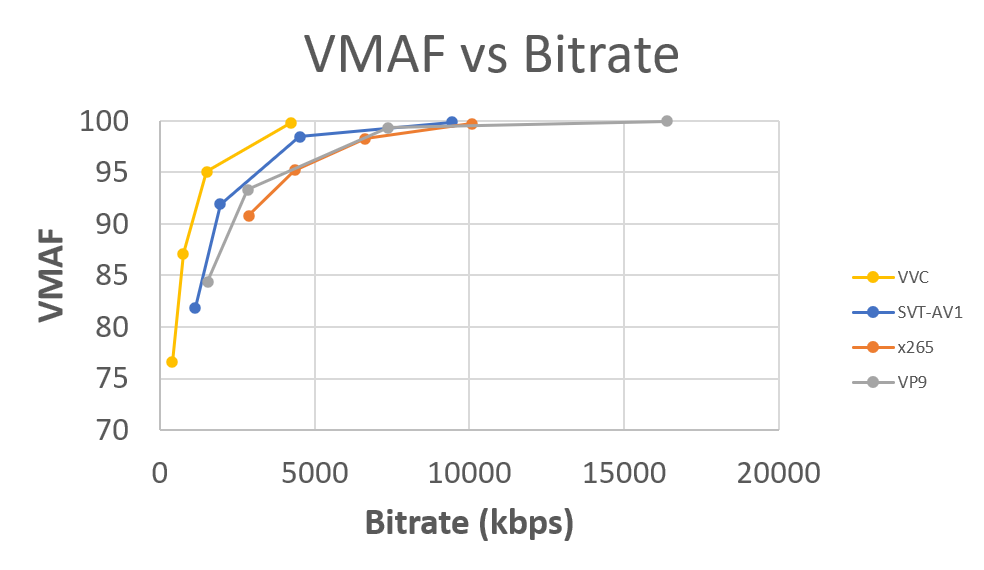 VMAF vs Bitrate
100
95
90
85
80
75
70
VMAF
0 5000 10000 15000 20000
Bitrate (kbps)
VVC
SVT-AV1
x265
VP9